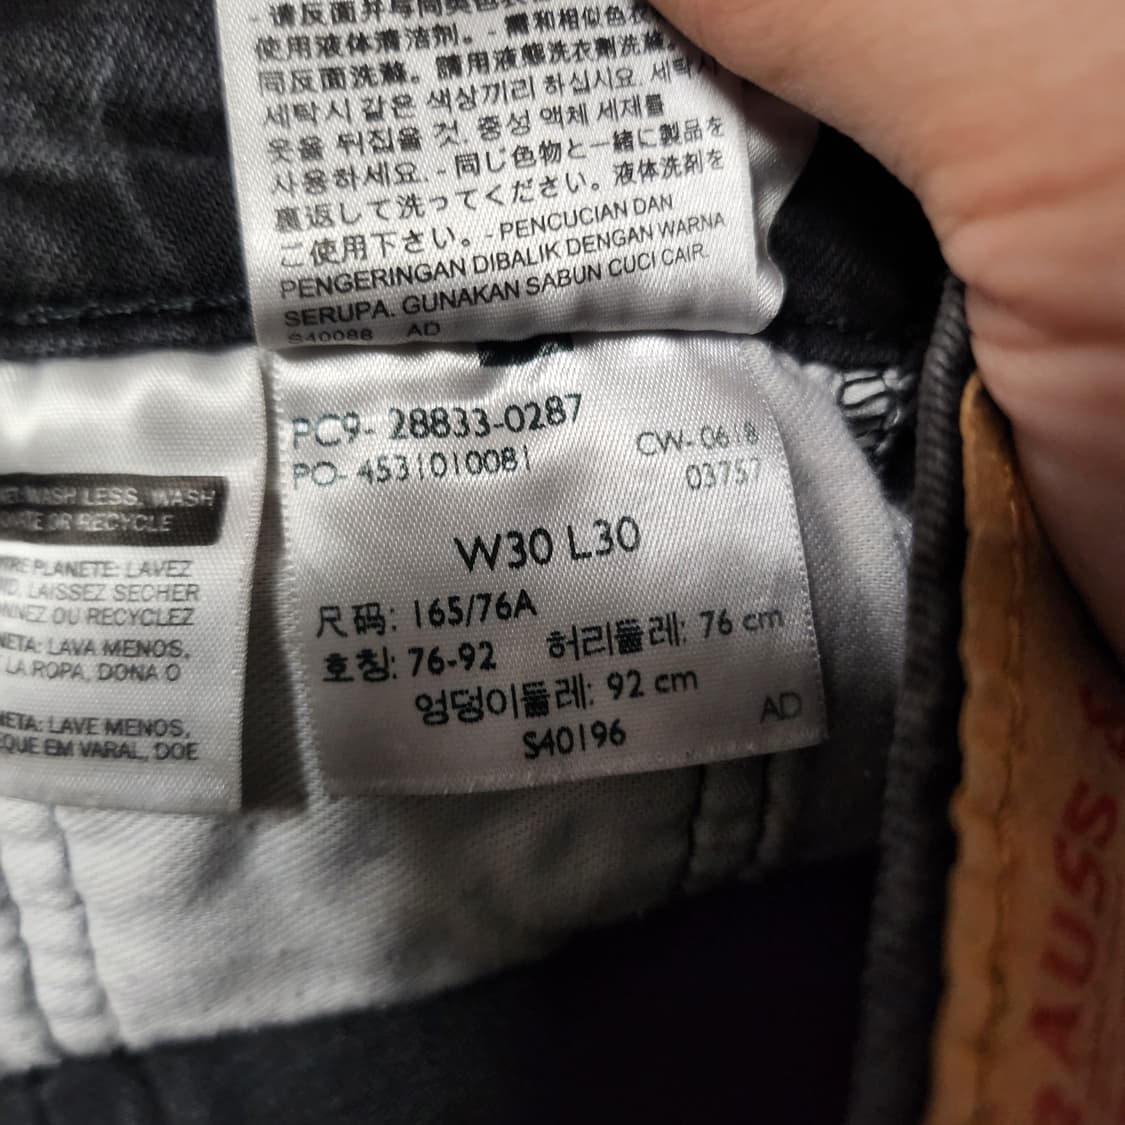 使用液体清洁剂。- 需和相似色衣
同反面洗滌。請用液態洗衣劑洗滌。
세탁시 같은 색상끼리 하십시요. 세탁시
옷을 뒤집을 것. 중성 액체 세제를
사용하세요. - 同じ色物と一緒に製品を
裏返して洗ってください。液体洗剤を
ご使用下さい。- PENCUCIAN DAN
PENGERINGAN DIBALIK DENGAN WARNA
SERUPA. GUNAKAN SABUN CUCI CAIR.
S40088 AD
WASH LESS, WASH
OR RECYCLE
PLANETE: LAVEZ
LAISSEZ SECHER
OU RECYCLEZ
LAVA MENOS,
LA ROPA, DONA O
LAVE MENOS,
EM VARAL, DOE
PC9- 28833-0287
PO- 4531010081
CW- 0618
03757
W30 L30
尺码: 165/76A
호칭: 76-92 허리둘레: 76 cm
엉덩이둘레: 92 cm
S40196 AD
RAUSS